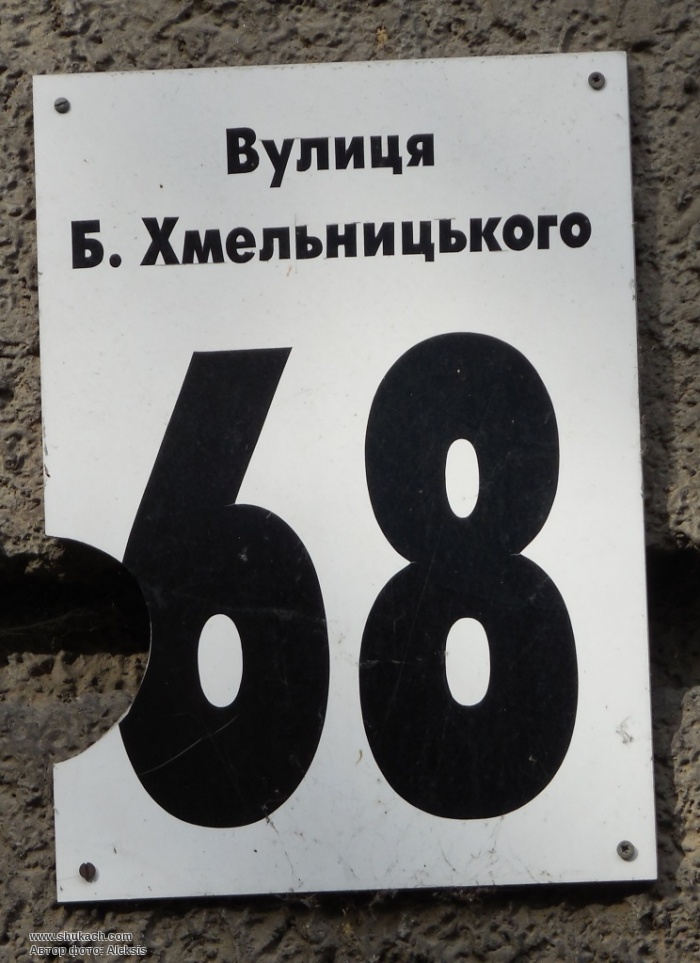 Вулиця
Б. Хмельницького
68
www.shukach.com
Автор фото: Aleksis